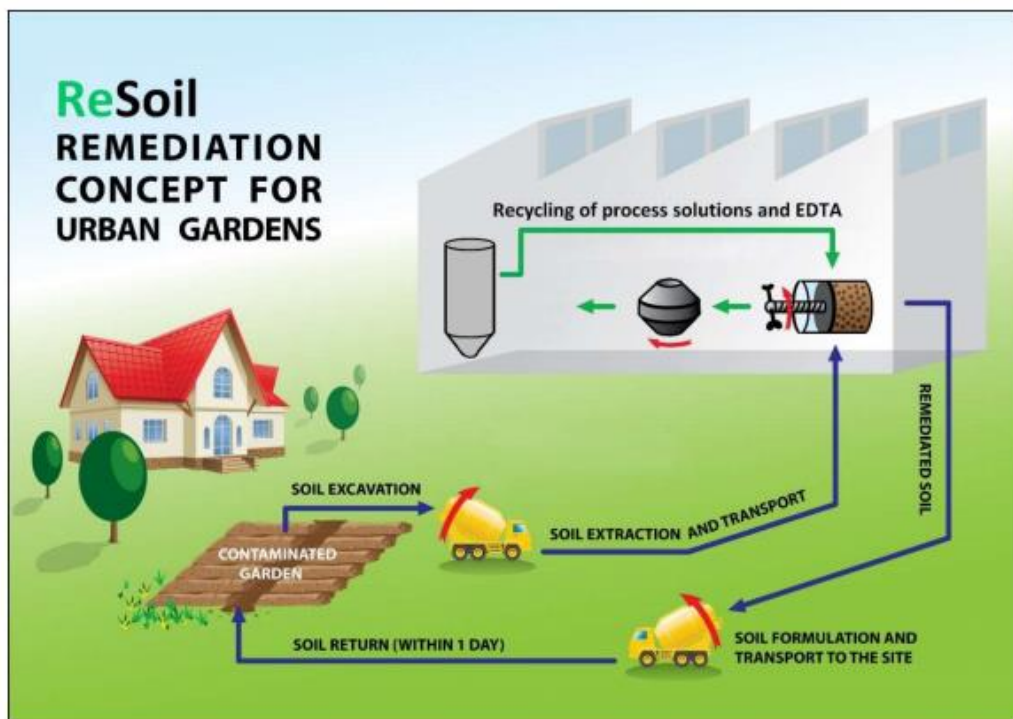 ReSoil
REMEDIATION
CONCEPT FOR
URBAN GARDENS
Recycling of process solutions and EDTA
REMEDIATED SOIL
SOIL EXCAVATION
SOIL EXTRACTION AND TRANSPORT
CONTAMINATED
GARDEN
SOIL RETURN (WITHIN 1 DAY)
SOIL FORMULATION AND
TRANSPORT TO THE SITE